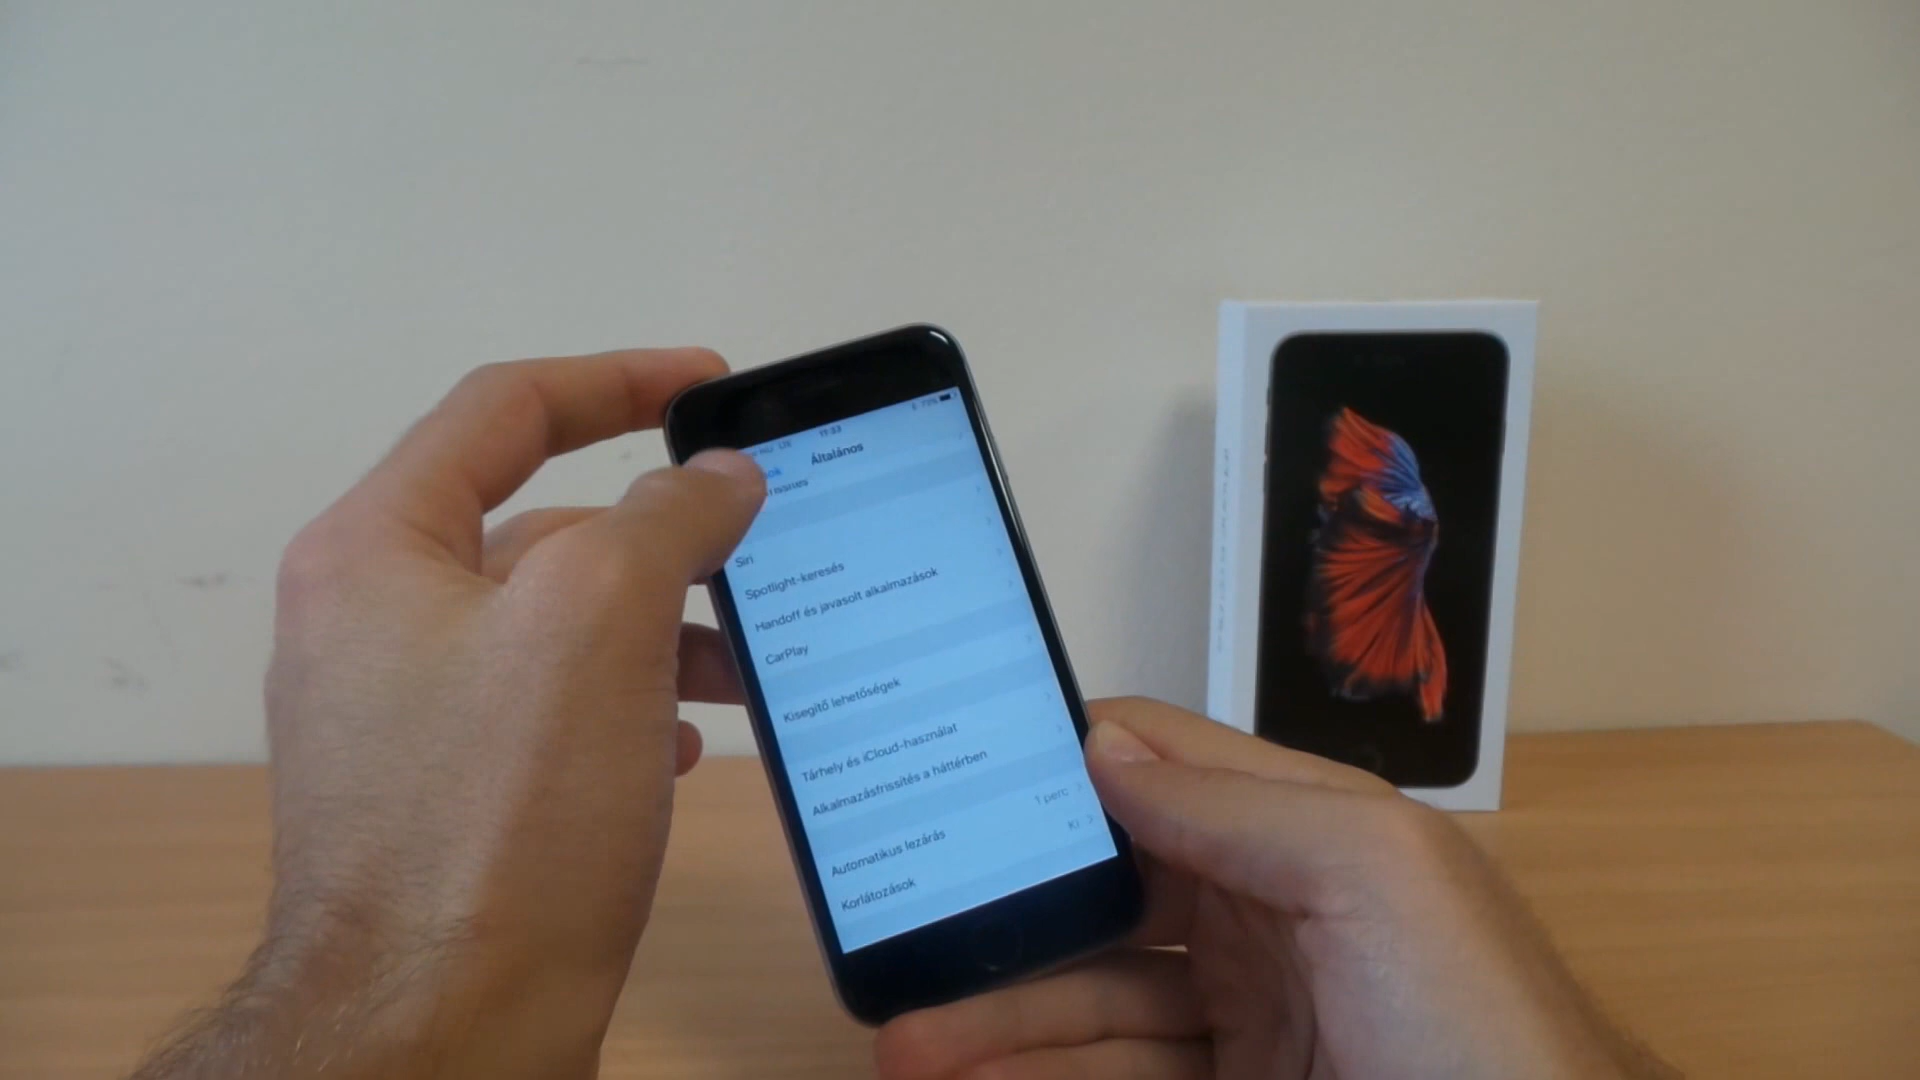 11:33
Általános
Siri
Spotlight-keresés
Handoff és javasolt alkalmazások
CarPlay
Kisegítő lehetőségek
Tárhely és iCloud-használat
Alkalmazásfrissítés a háttérben
Automatikus lezárás 1 perc
Korlátozások Ki